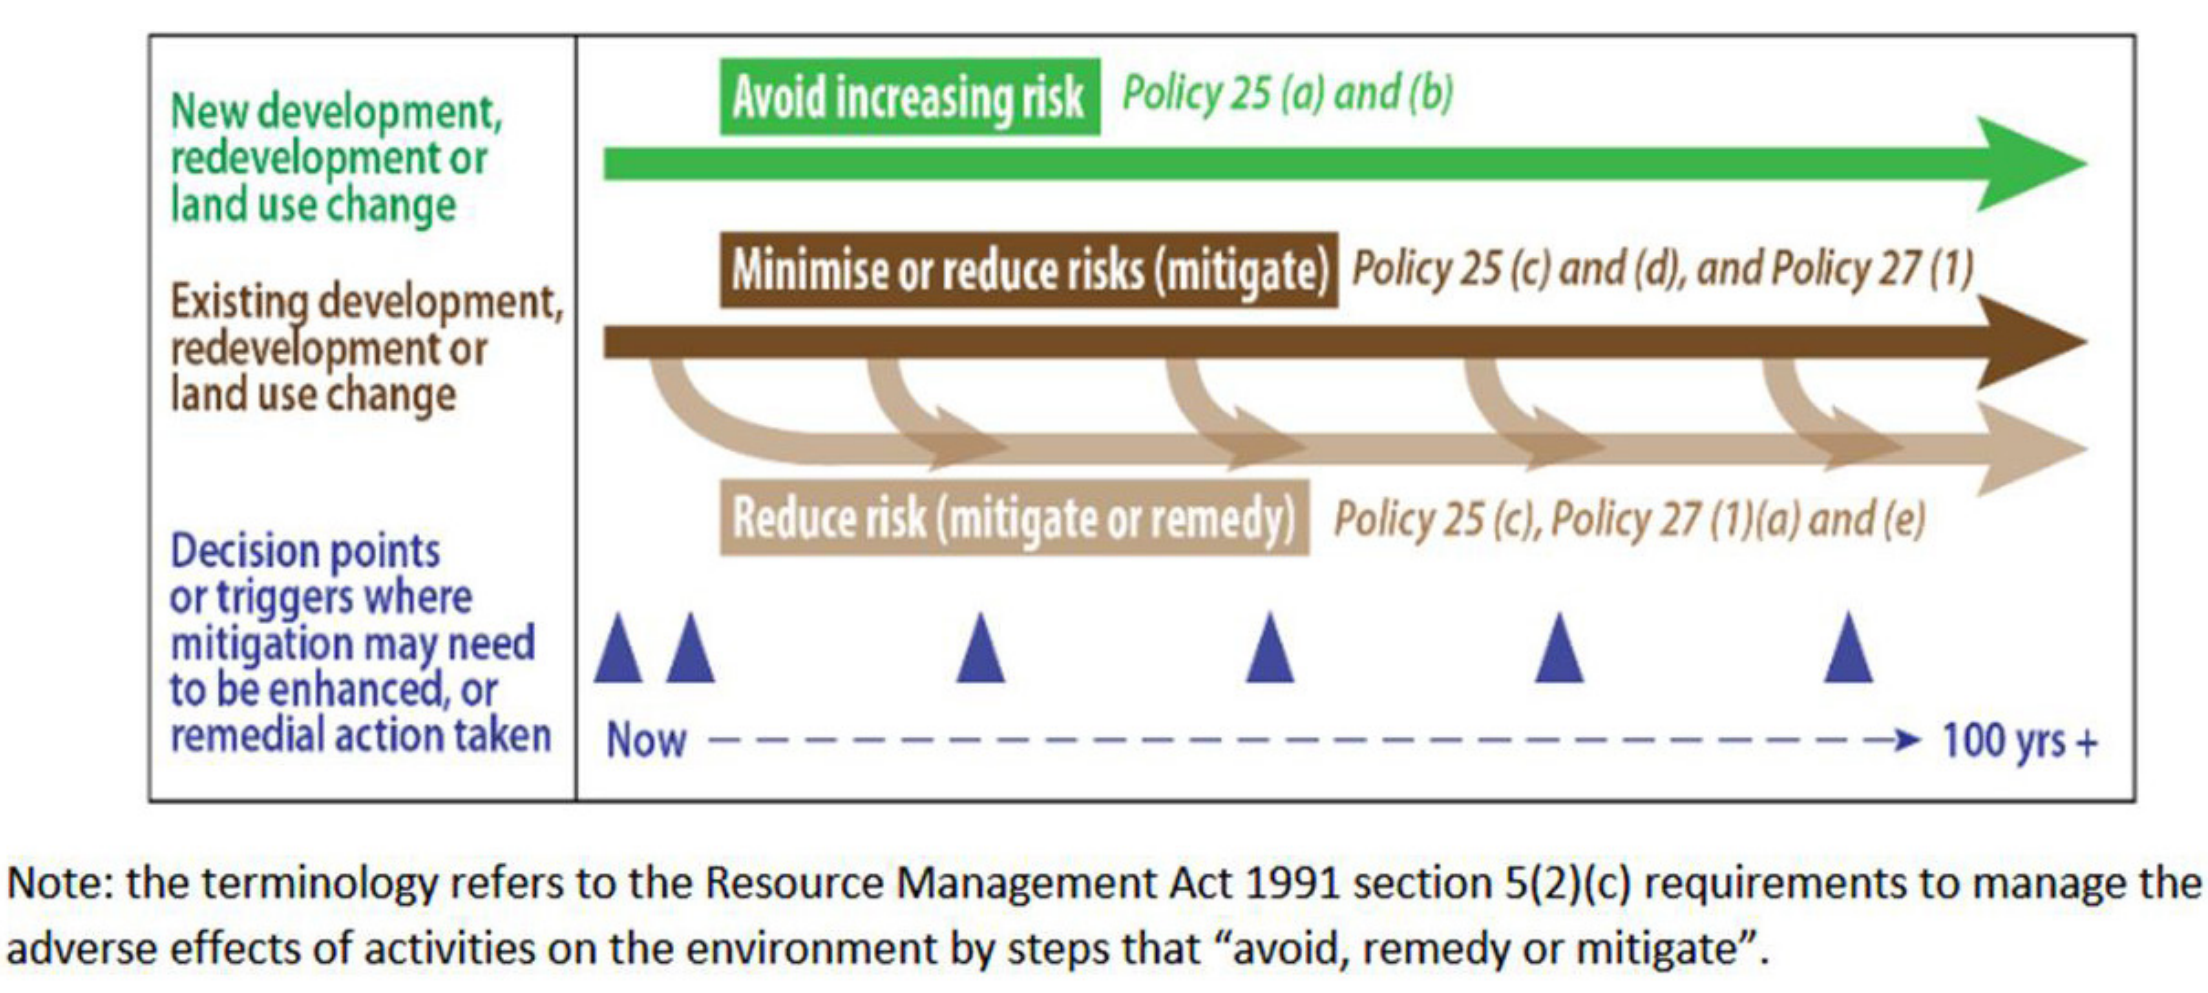 New development,
redevelopment or
land use change
Avoid increasing risk Policy 25 (a) and (b)
Existing development,
redevelopment or
land use change
Minimise or reduce risks (mitigate) Policy 25 (c) and (d), and Policy 27 (1)
Reduce risk (mitigate or remedy) Policy 25 (c), Policy 27 (1)(a) and (e)
Decision points
or triggers where
mitigation may need
to be enhanced, or
remedial action taken
Now 100 yrs +
Note: the terminology refers to the Resource Management Act 1991 section 5(2)(c) requirements to manage the
adverse effects of activities on the environment by steps that “avoid, remedy or mitigate”.